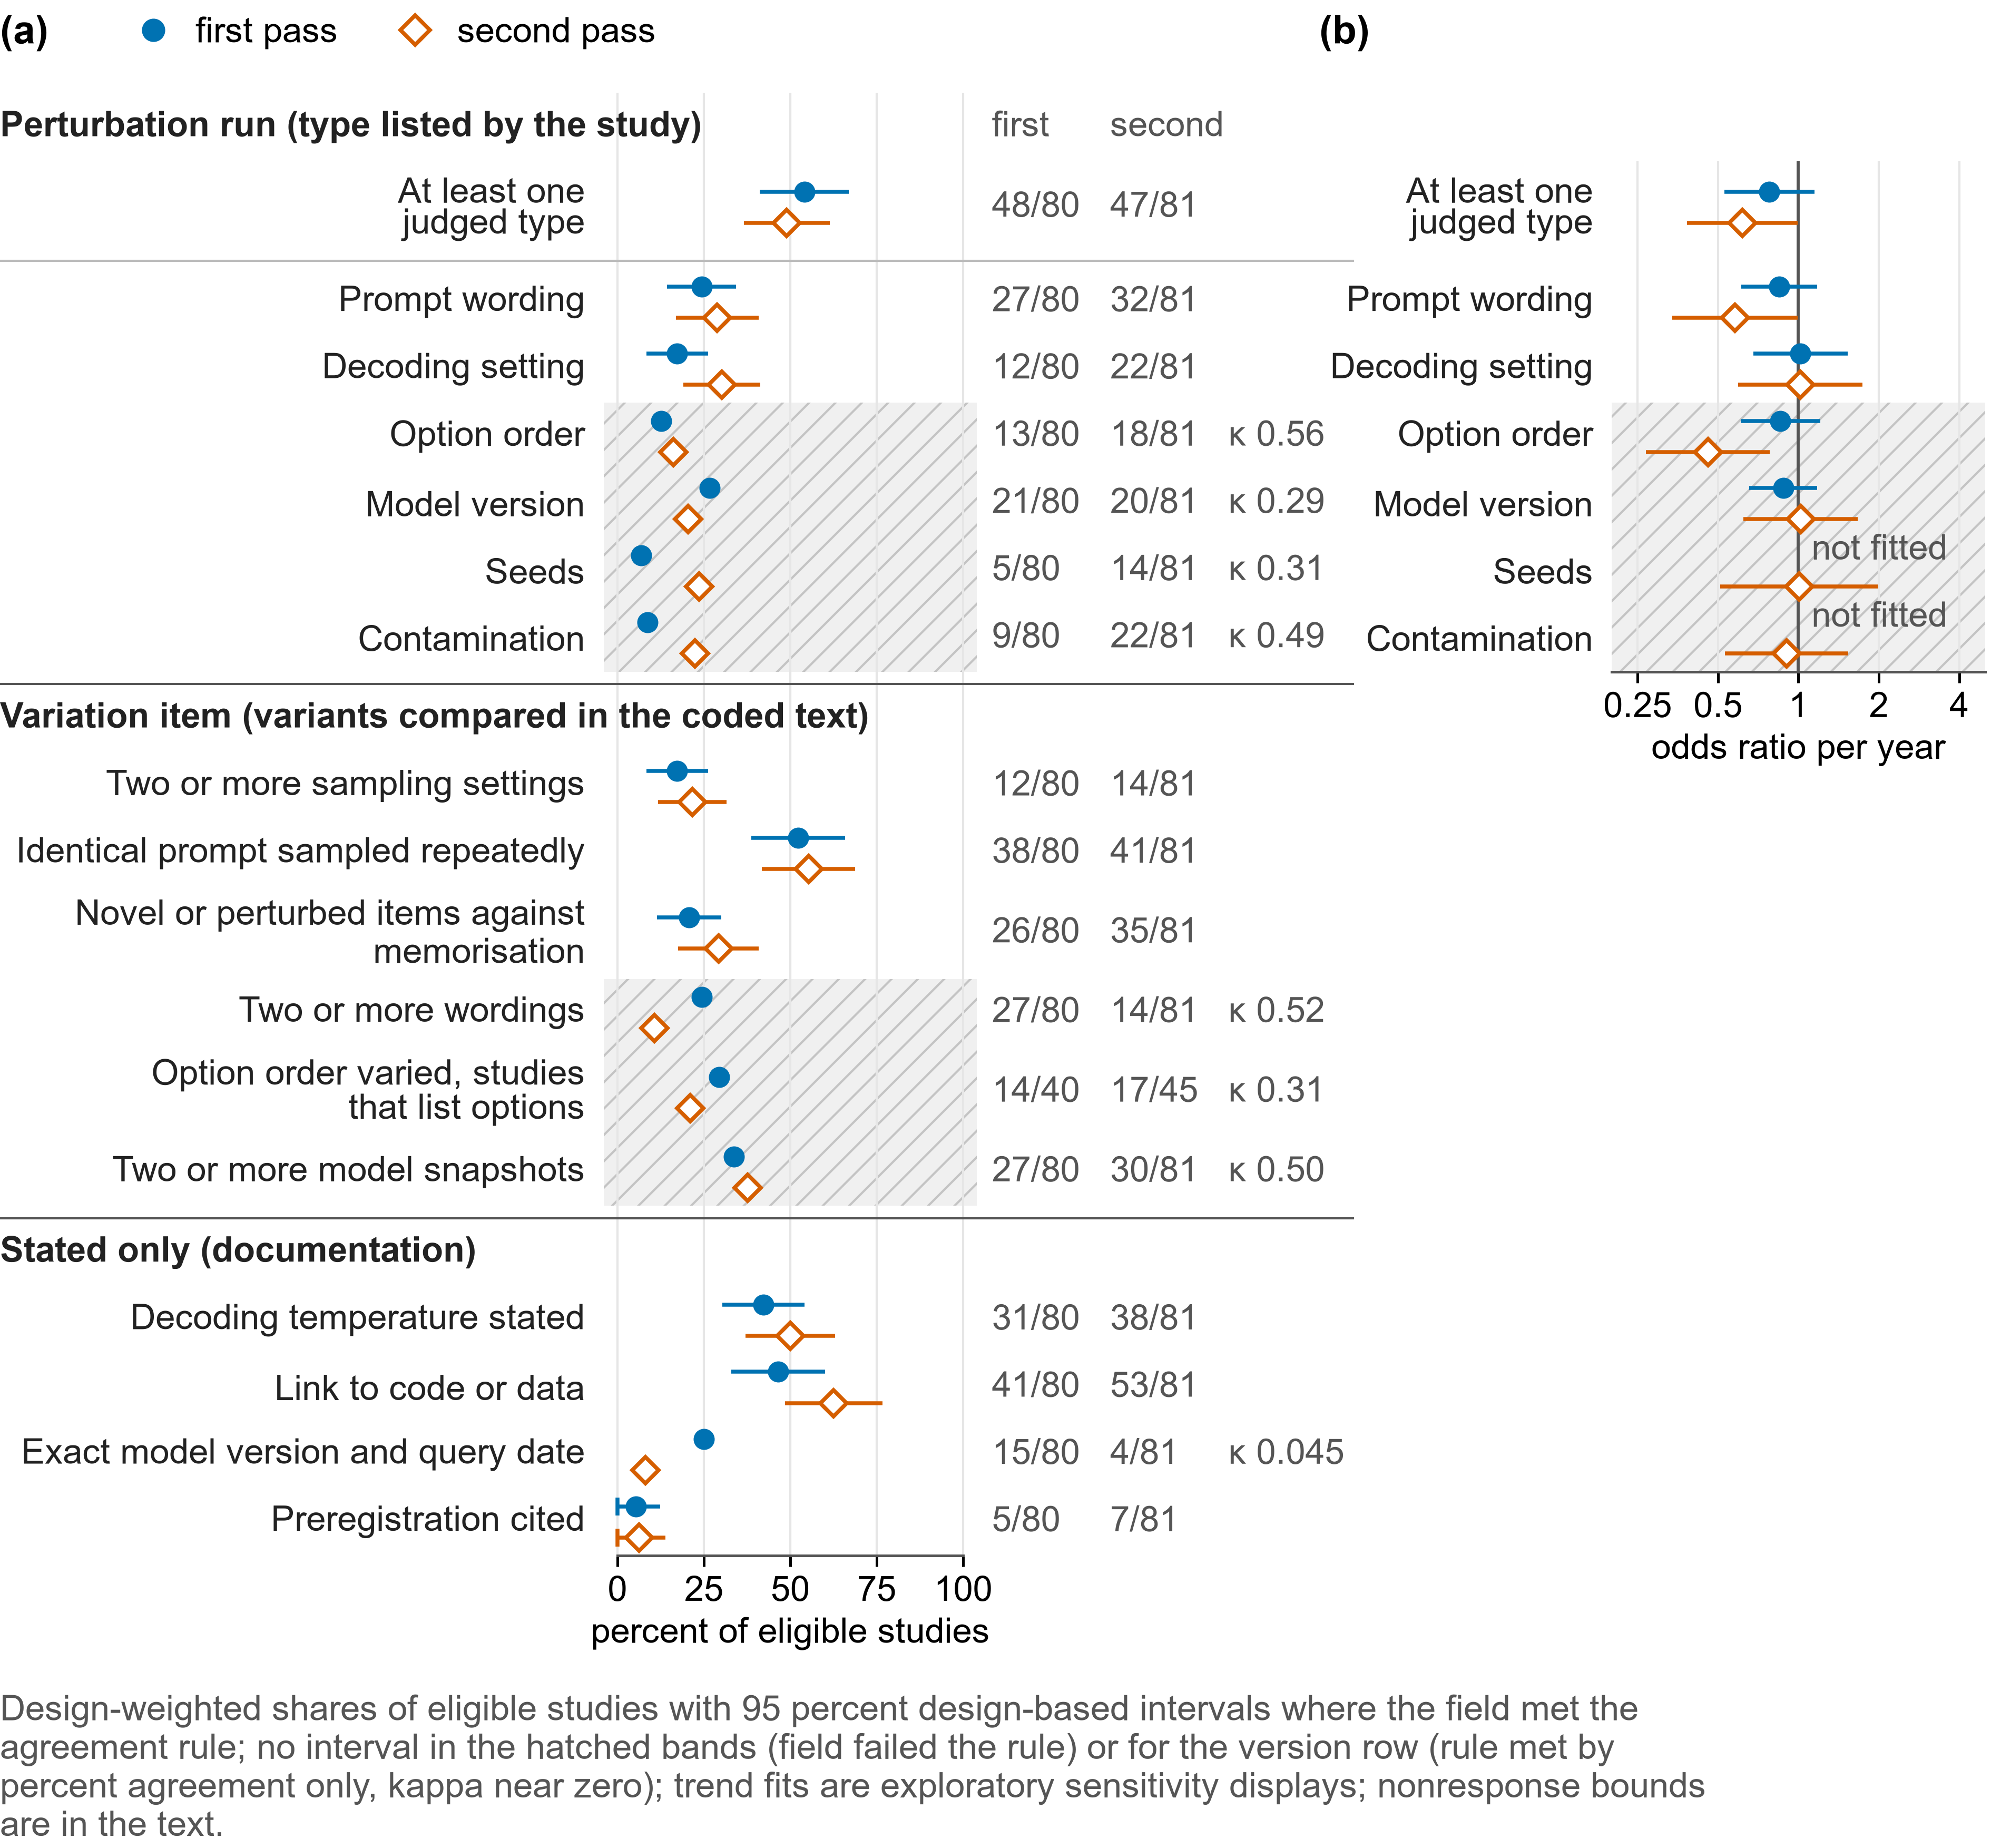 (a) first pass second pass
Perturbation run (type listed by the study) first second
At least one
judged type 48/80 47/81
Prompt wording 27/80 32/81
Decoding setting 12/80 22/81
Option order 13/80 18/81 κ 0.56
Model version 21/80 20/81 κ 0.29
Seeds 5/80 14/81 κ 0.31
Contamination 9/80 22/81 κ 0.49
Variation item (variants compared in the coded text)
Two or more sampling settings 12/80 14/81
Identical prompt sampled repeatedly 38/80 41/81
Novel or perturbed items against
memorisation 26/80 35/81
Two or more wordings 27/80 14/81 κ 0.52
Option order varied, studies
that list options 14/40 17/45 κ 0.31
Two or more model snapshots 27/80 30/81 κ 0.50
Stated only (documentation)
Decoding temperature stated 31/80 38/81
Link to code or data 41/80 53/81
Exact model version and query date 15/80 4/81 κ 0.045
Preregistration cited 5/80 7/81
0 25 50 75 100
percent of eligible studies
(b)
At least one
judged type
Prompt wording
Decoding setting
Option order
Model version
not fitted
Seeds
not fitted
Contamination
0.25 0.5 1 2 4
odds ratio per year
Design-weighted shares of eligible studies with 95 percent design-based intervals where the field met the
agreement rule; no interval in the hatched bands (field failed the rule) or for the version row (rule met by
percent agreement only, kappa near zero); trend fits are exploratory sensitivity displays; nonresponse bounds
are in the text.